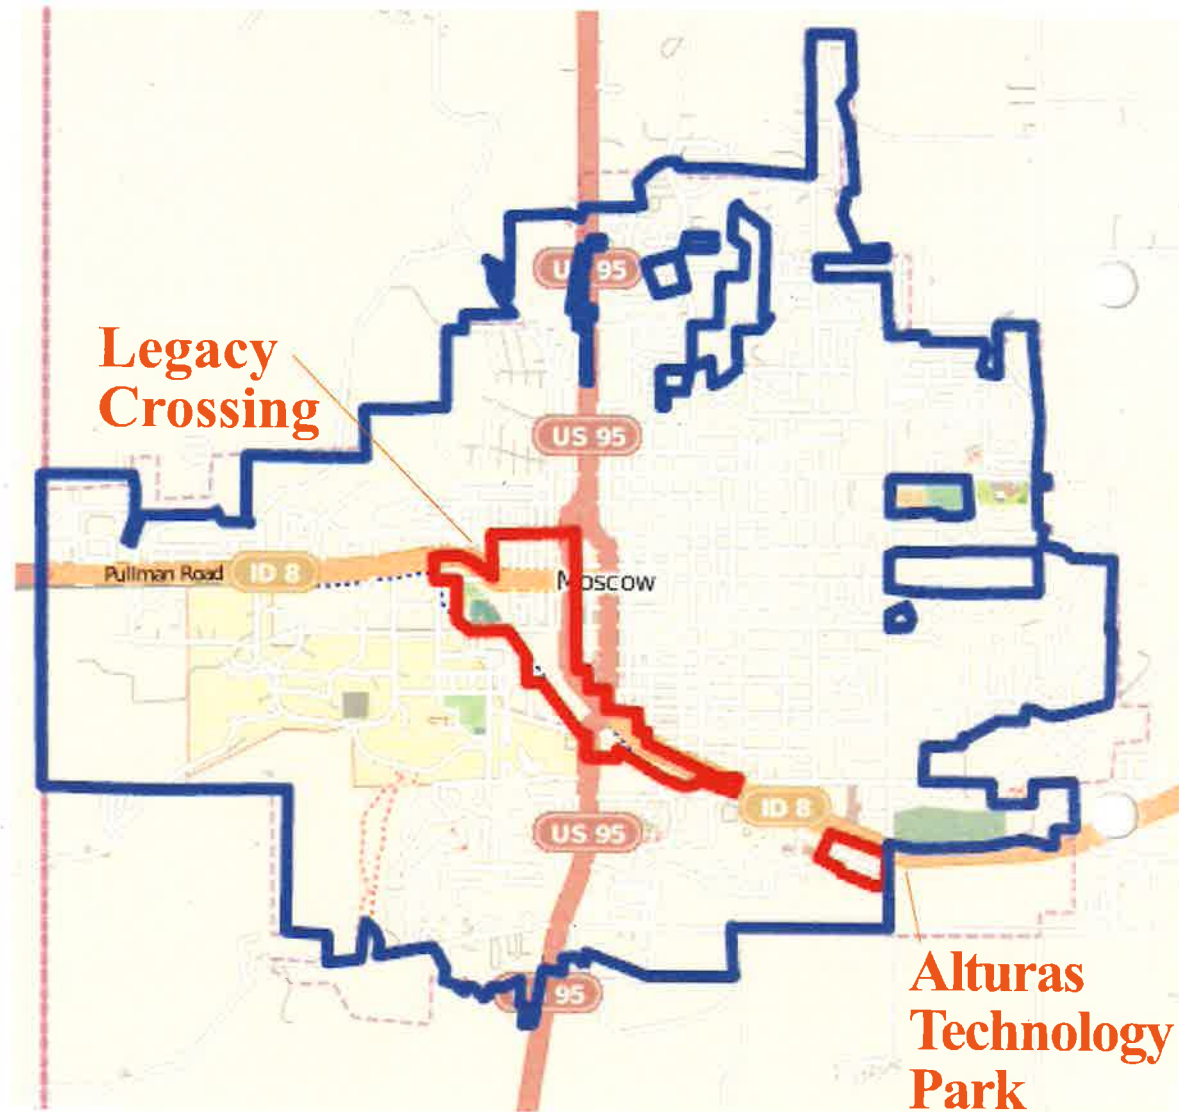 US 95
Legacy
Crossing
US 95
Pullman Road
ID 8
Moscow
ID 8
US 95
95
Alturas
Technology
Park